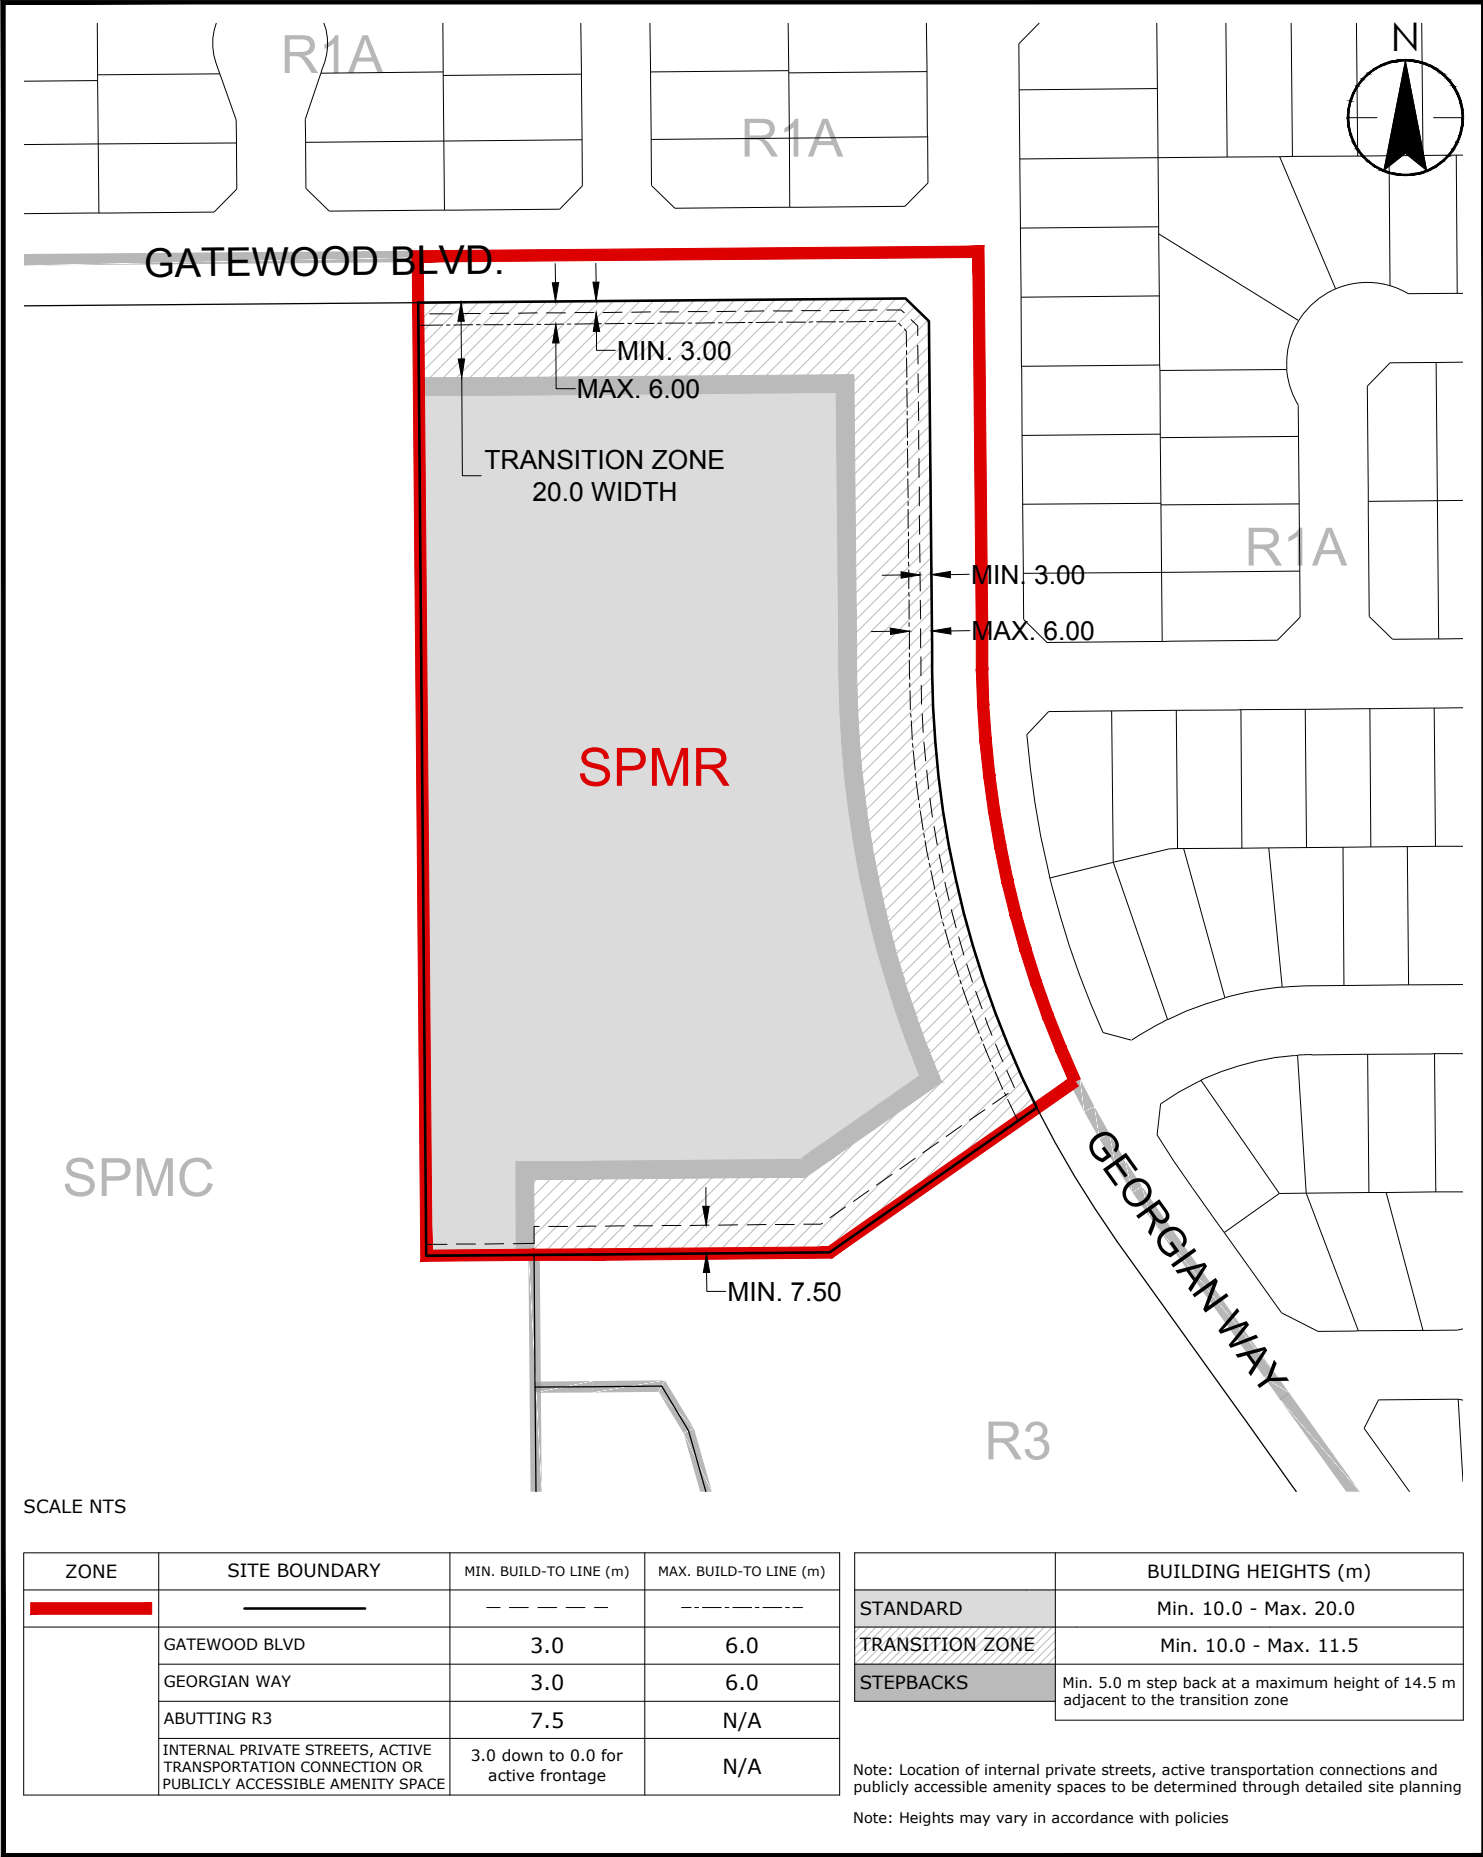 R1A
N
R1A
GATEWOOD BLVD.
MIN. 3.00
MAX. 6.00
TRANSITION ZONE
20.0 WIDTH
R1A
MIN. 3.00
MAX. 6.00
SPMR
SPMC
GEORGIAN WAY
MIN. 7.50
R3
SCALE NTS
ZONE
SITE BOUNDARY
MIN. BUILD-TO LINE (m)
MAX. BUILD-TO LINE (m)
GATEWOOD BLVD
3.0
6.0
GEORGIAN WAY
3.0
6.0
ABUTTING R3
7.5
N/A
INTERNAL PRIVATE STREETS, ACTIVE
TRANSPORTATION CONNECTION OR
PUBLICLY ACCESSIBLE AMENITY SPACE
3.0 down to 0.0 for
active frontage
N/A
BUILDING HEIGHTS (m)
STANDARD
Min. 10.0 - Max. 20.0
TRANSITION ZONE
Min. 10.0 - Max. 11.5
STEPBACKS
Min. 5.0 m step back at a maximum height of 14.5 m
adjacent to the transition zone
Note: Location of internal private streets, active transportation connections and
publicly accessible amenity spaces to be determined through detailed site planning
Note: Heights may vary in accordance with policies